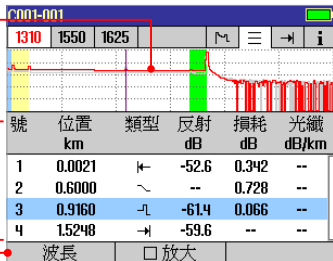 C001-001
1310 1550 1625 i
號 位置 類型 反射 損耗 光纖
km dB dB dB/km
1 0.0021 -52.6 0.342 --
2 0.6000 -- 0.728 --
3 0.9160 -61.4 0.066 --
4 1.5248 -59.6 -- --
波長 放大